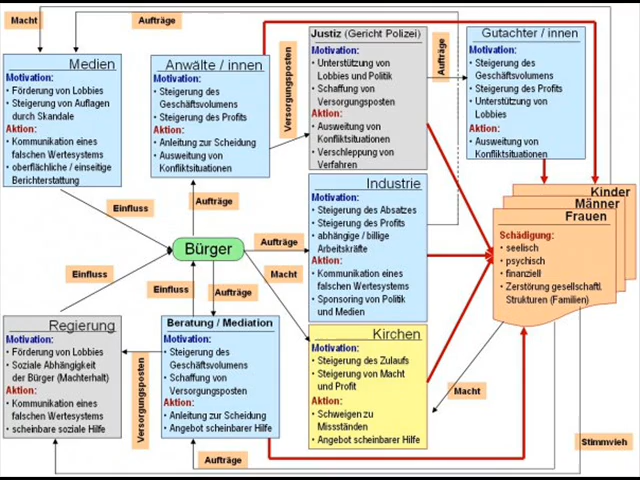 Macht
Aufträge
Medien
Motivation:
• Förderung von Lobbies
• Steigerung von Auflagen
durch Skandale
Aktion:
• Kommunikation eines
falschen Wertesystems
• oberflächliche / einseitige
Berichterstattung
Anwälte / innen
Motivation:
• Steigerung des
Geschäftsvolumens
• Steigerung des Profits
Aktion:
• Anleitung zur Scheidung
• Ausweitung von
Konfliktsituationen
Versorgungsposten
Justiz (Gericht Polizei)
Motivation:
• Unterstützung von
Lobbies und Politik
• Schaffung von
Versorgungsposten
Aktion:
• Ausweitung von
Konfliktsituationen
• Verschleppung von
Verfahren
Aufträge
Gutachter / innen
Motivation:
• Steigerung des
Geschäftsvolumens
• Steigerung des Profits
• Unterstützung von
Lobbies
Aktion:
• Ausweitung von
Konfliktsituationen
Einfluss
Aufträge
Bürger
Aufträge
Macht
Einfluss
Einfluss
Aufträge
Industrie
Motivation:
• Steigerung des Absatzes
• Steigerung des Profits
• abhängige / billige
Arbeitskräfte
Aktion:
• Kommunikation eines
falschen Wertesystems
• Sponsoring von Politik
und Medien
Kinder
Männer
Frauen
Schädigung:
• seelisch
• psychisch
• finanziell
• Zerstörung gesellschaftl.
Strukturen (Familien)
Regierung
Motivation:
• Förderung von Lobbies
• Soziale Abhängigkeit
der Bürger (Machterhalt)
Aktion:
• Kommunikation eines
falschen Wertesystems
• scheinbare soziale Hilfe
Versorgungsposten
Beratung / Mediation
Motivation:
• Steigerung des
Geschäftsvolumens
• Schaffung von
Versorgungsposten
Aktion:
• Anleitung zur Scheidung
• Angebot scheinbarer Hilfe
Kirchen
Motivation:
• Steigerung des Zulaufs
• Steigerung von Macht
und Profit
Aktion:
• Schweigen zu
Missständen
• Angebot scheinbarer Hilfe
Macht
Stimmvieh
Aufträge